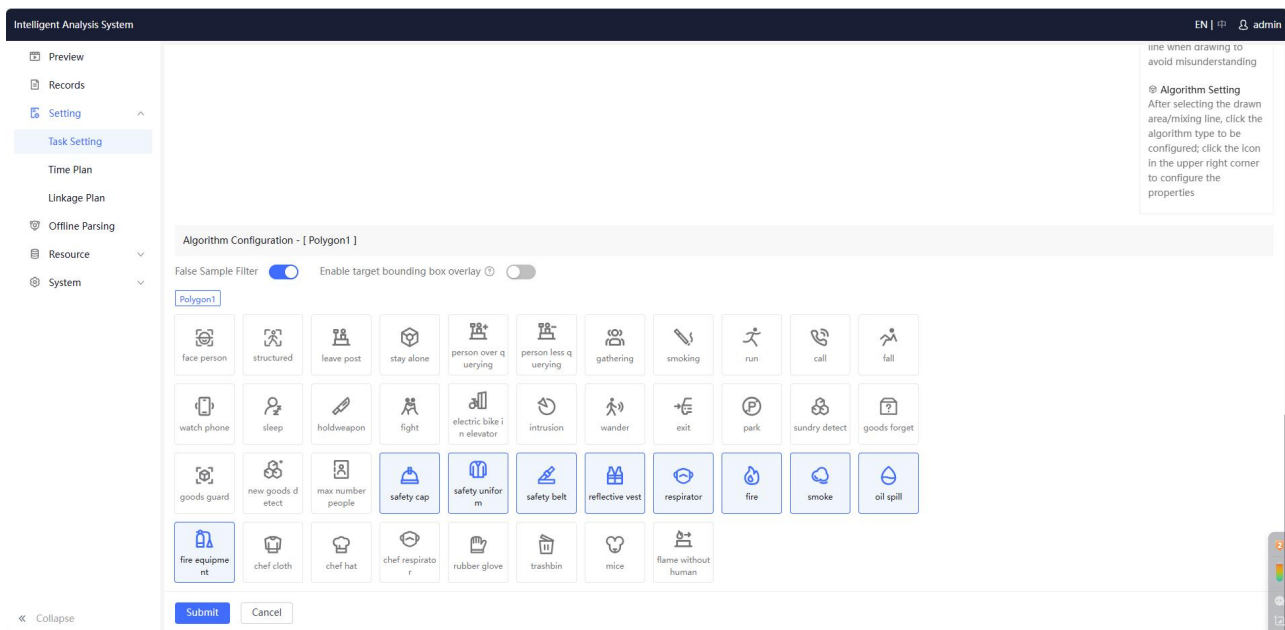 Intelligent Analysis System
EN | 中 admin
Preview
Records
Setting
Task Setting
Time Plan
Linkage Plan
Offline Parsing
Resource
System
« Collapse
line when drawing to
avoid misunderstanding
Algorithm Setting
After selecting the drawn
area/mixing line, click the
algorithm type to be
configured; click the icon
in the upper right corner
to configure the
properties
Algorithm Configuration - [ Polygon1 ]
False Sample Filter Enable target bounding box overlay ?
Polygon1
face person
structured
leave post
stay alone
person over q
uerying
person less q
uerying
gathering
smoking
run
call
fall
watch phone
sleep
holdweapon
fight
electric bike i
n elevator
intrusion
wander
exit
P
park
sundry detect
?
goods forget
goods guard
new goods d
etect
max number
people
safety cap
safety unifor
m
safety belt
reflective vest
respirator
fire
smoke
oil spill
fire equipme
nt
chef cloth
chef hat
chef respirato
r
rubber glove
trashbin
mice
flame without
human
Submit Cancel
2